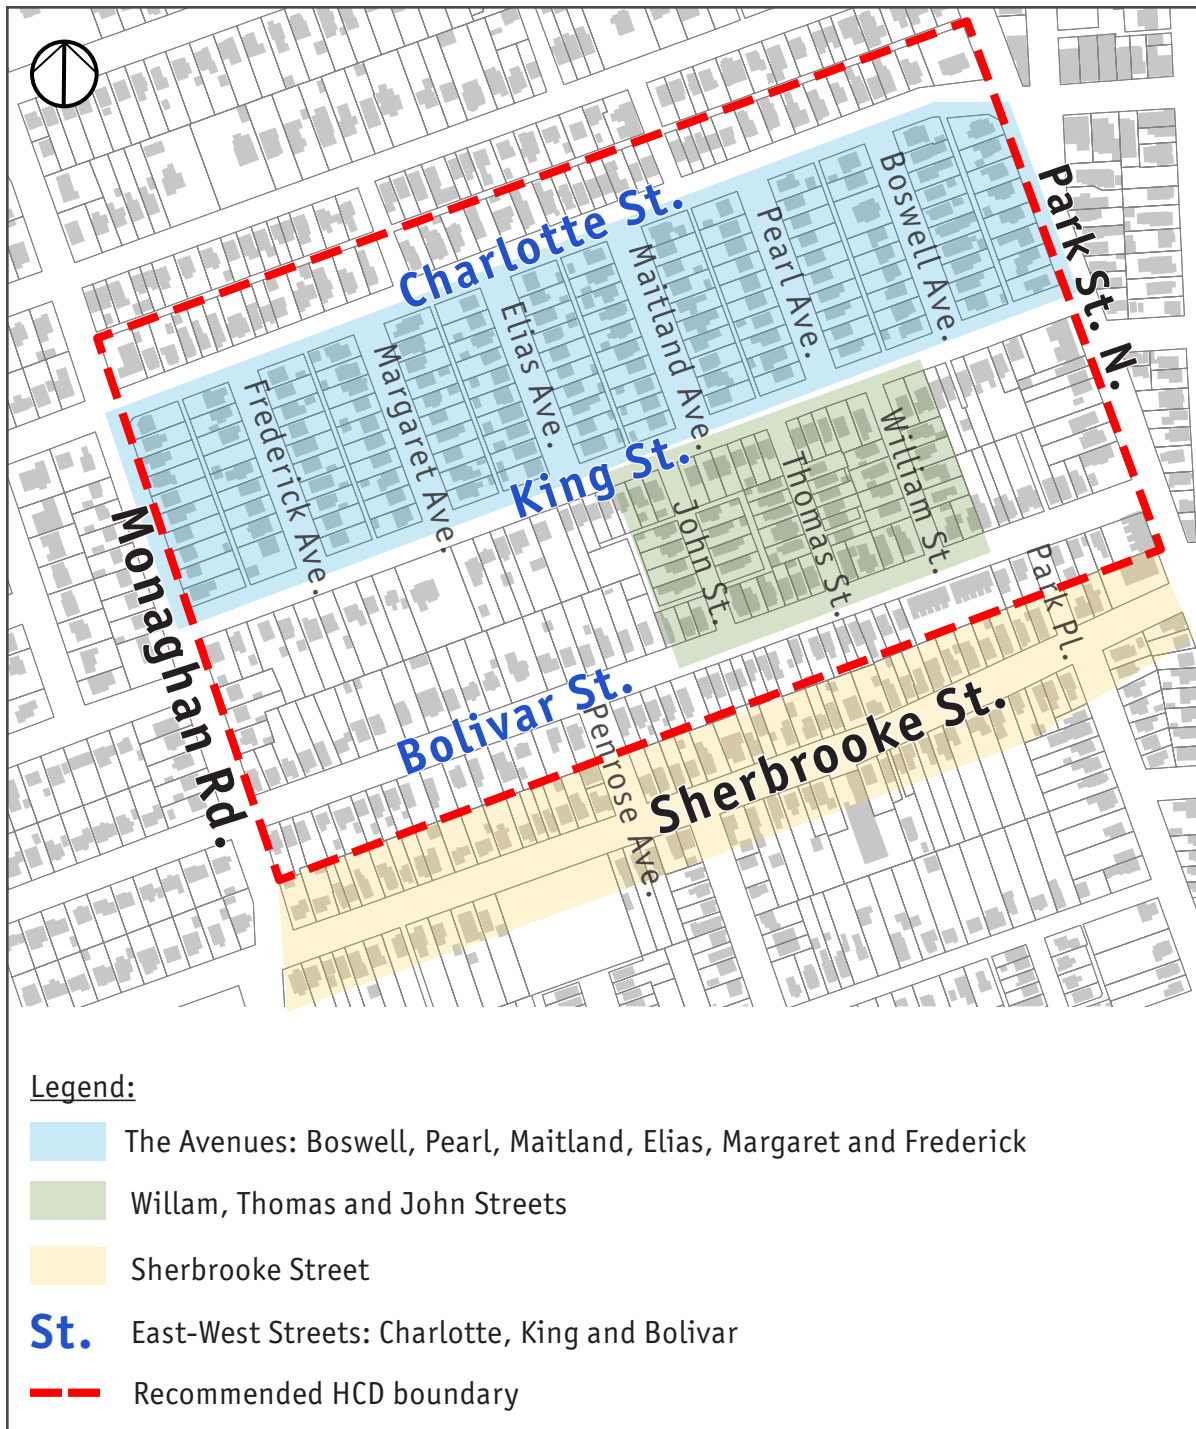 Charlotte St.
Park St. N.
Boswell Ave.
Pearl Ave.
Maitland Ave.
Elias Ave.
Margaret Ave.
Frederick Ave.
King St.
William St.
Thomas St.
John St.
Monaghan Rd.
Park Pl.
Bolivar St.
Penrose Ave.
Sherbrooke St.
Legend:
The Avenues: Boswell, Pearl, Maitland, Elias, Margaret and Frederick
Willam, Thomas and John Streets
Sherbrooke Street
St. East-West Streets: Charlotte, King and Bolivar
Recommended HCD boundary